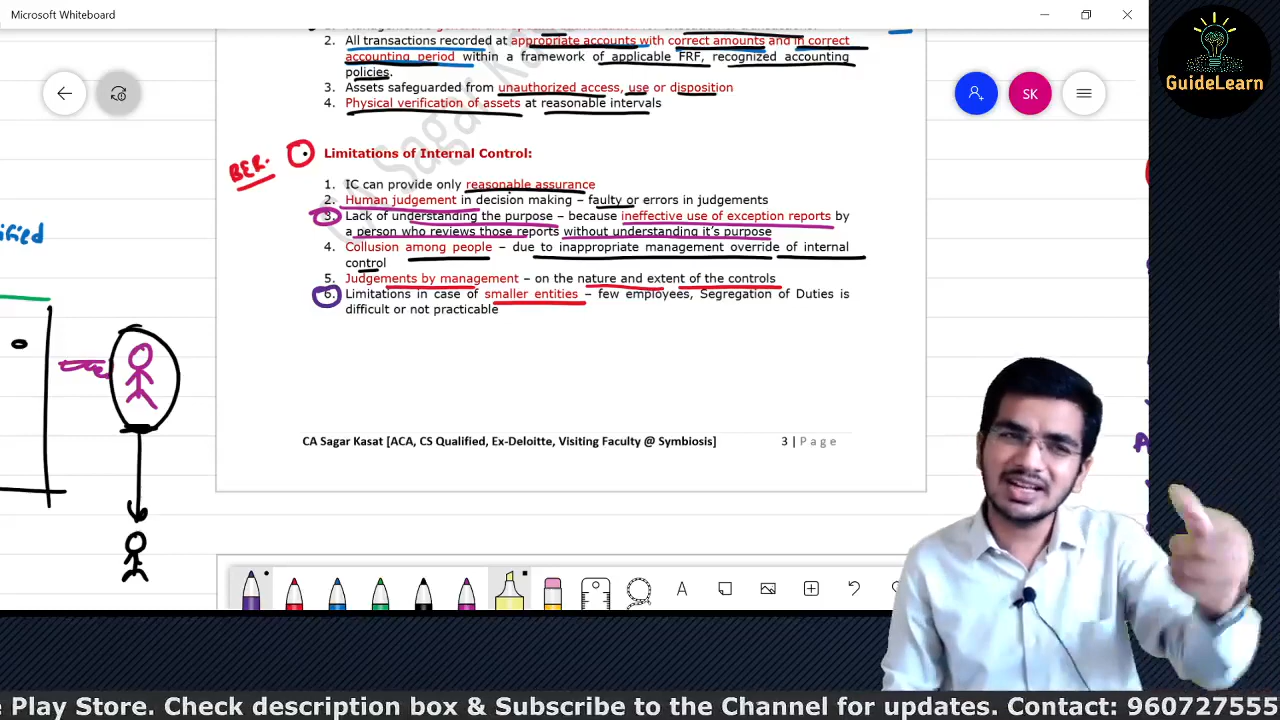 Microsoft Whiteboard
2. All transactions recorded at appropriate accounts with correct amounts and in correct
accounting period within a framework of applicable FRF, recognized accounting
policies.
3. Assets safeguarded from unauthorized access, use or disposition
4. Physical verification of assets at reasonable intervals
SK
GuideLearn
BER.
Limitations of Internal Control:
1. IC can provide only reasonable assurance
2. Human judgement in decision making – faulty or errors in judgements
3. Lack of understanding the purpose – because ineffective use of exception reports by
a person who reviews those reports without understanding it's purpose
4. Collusion among people – due to inappropriate management override of internal
control
5. Judgements by management – on the nature and extent of the controls
6. Limitations in case of smaller entities – few employees, Segregation of Duties is
difficult or not practicable
CA Sagar Kasat [ACA, CS Qualified, Ex-Deloitte, Visiting Faculty @ Symbiosis] 3 | P a g e
A
Play Store. Check description box & Subscribe to the Channel for updates. Contact: 960727555